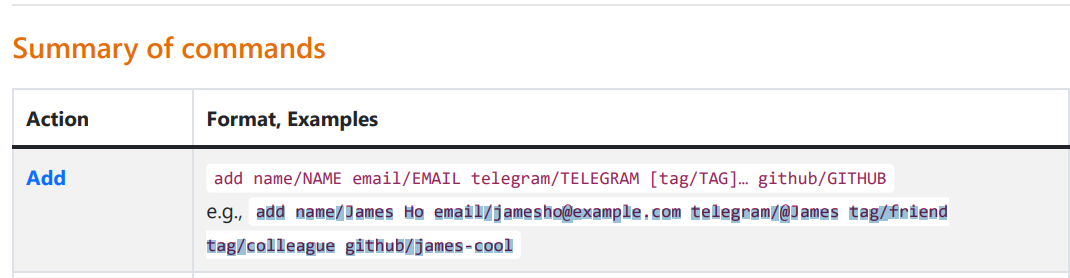 Summary of commands
Action Format, Examples
Add add name/NAME email/EMAIL telegram/TELEGRAM [tag/TAG]… github/GITHUB
e.g., add name/James Ho email/jamesho@example.com telegram/@James tag/friend
tag/colleague github/james-cool